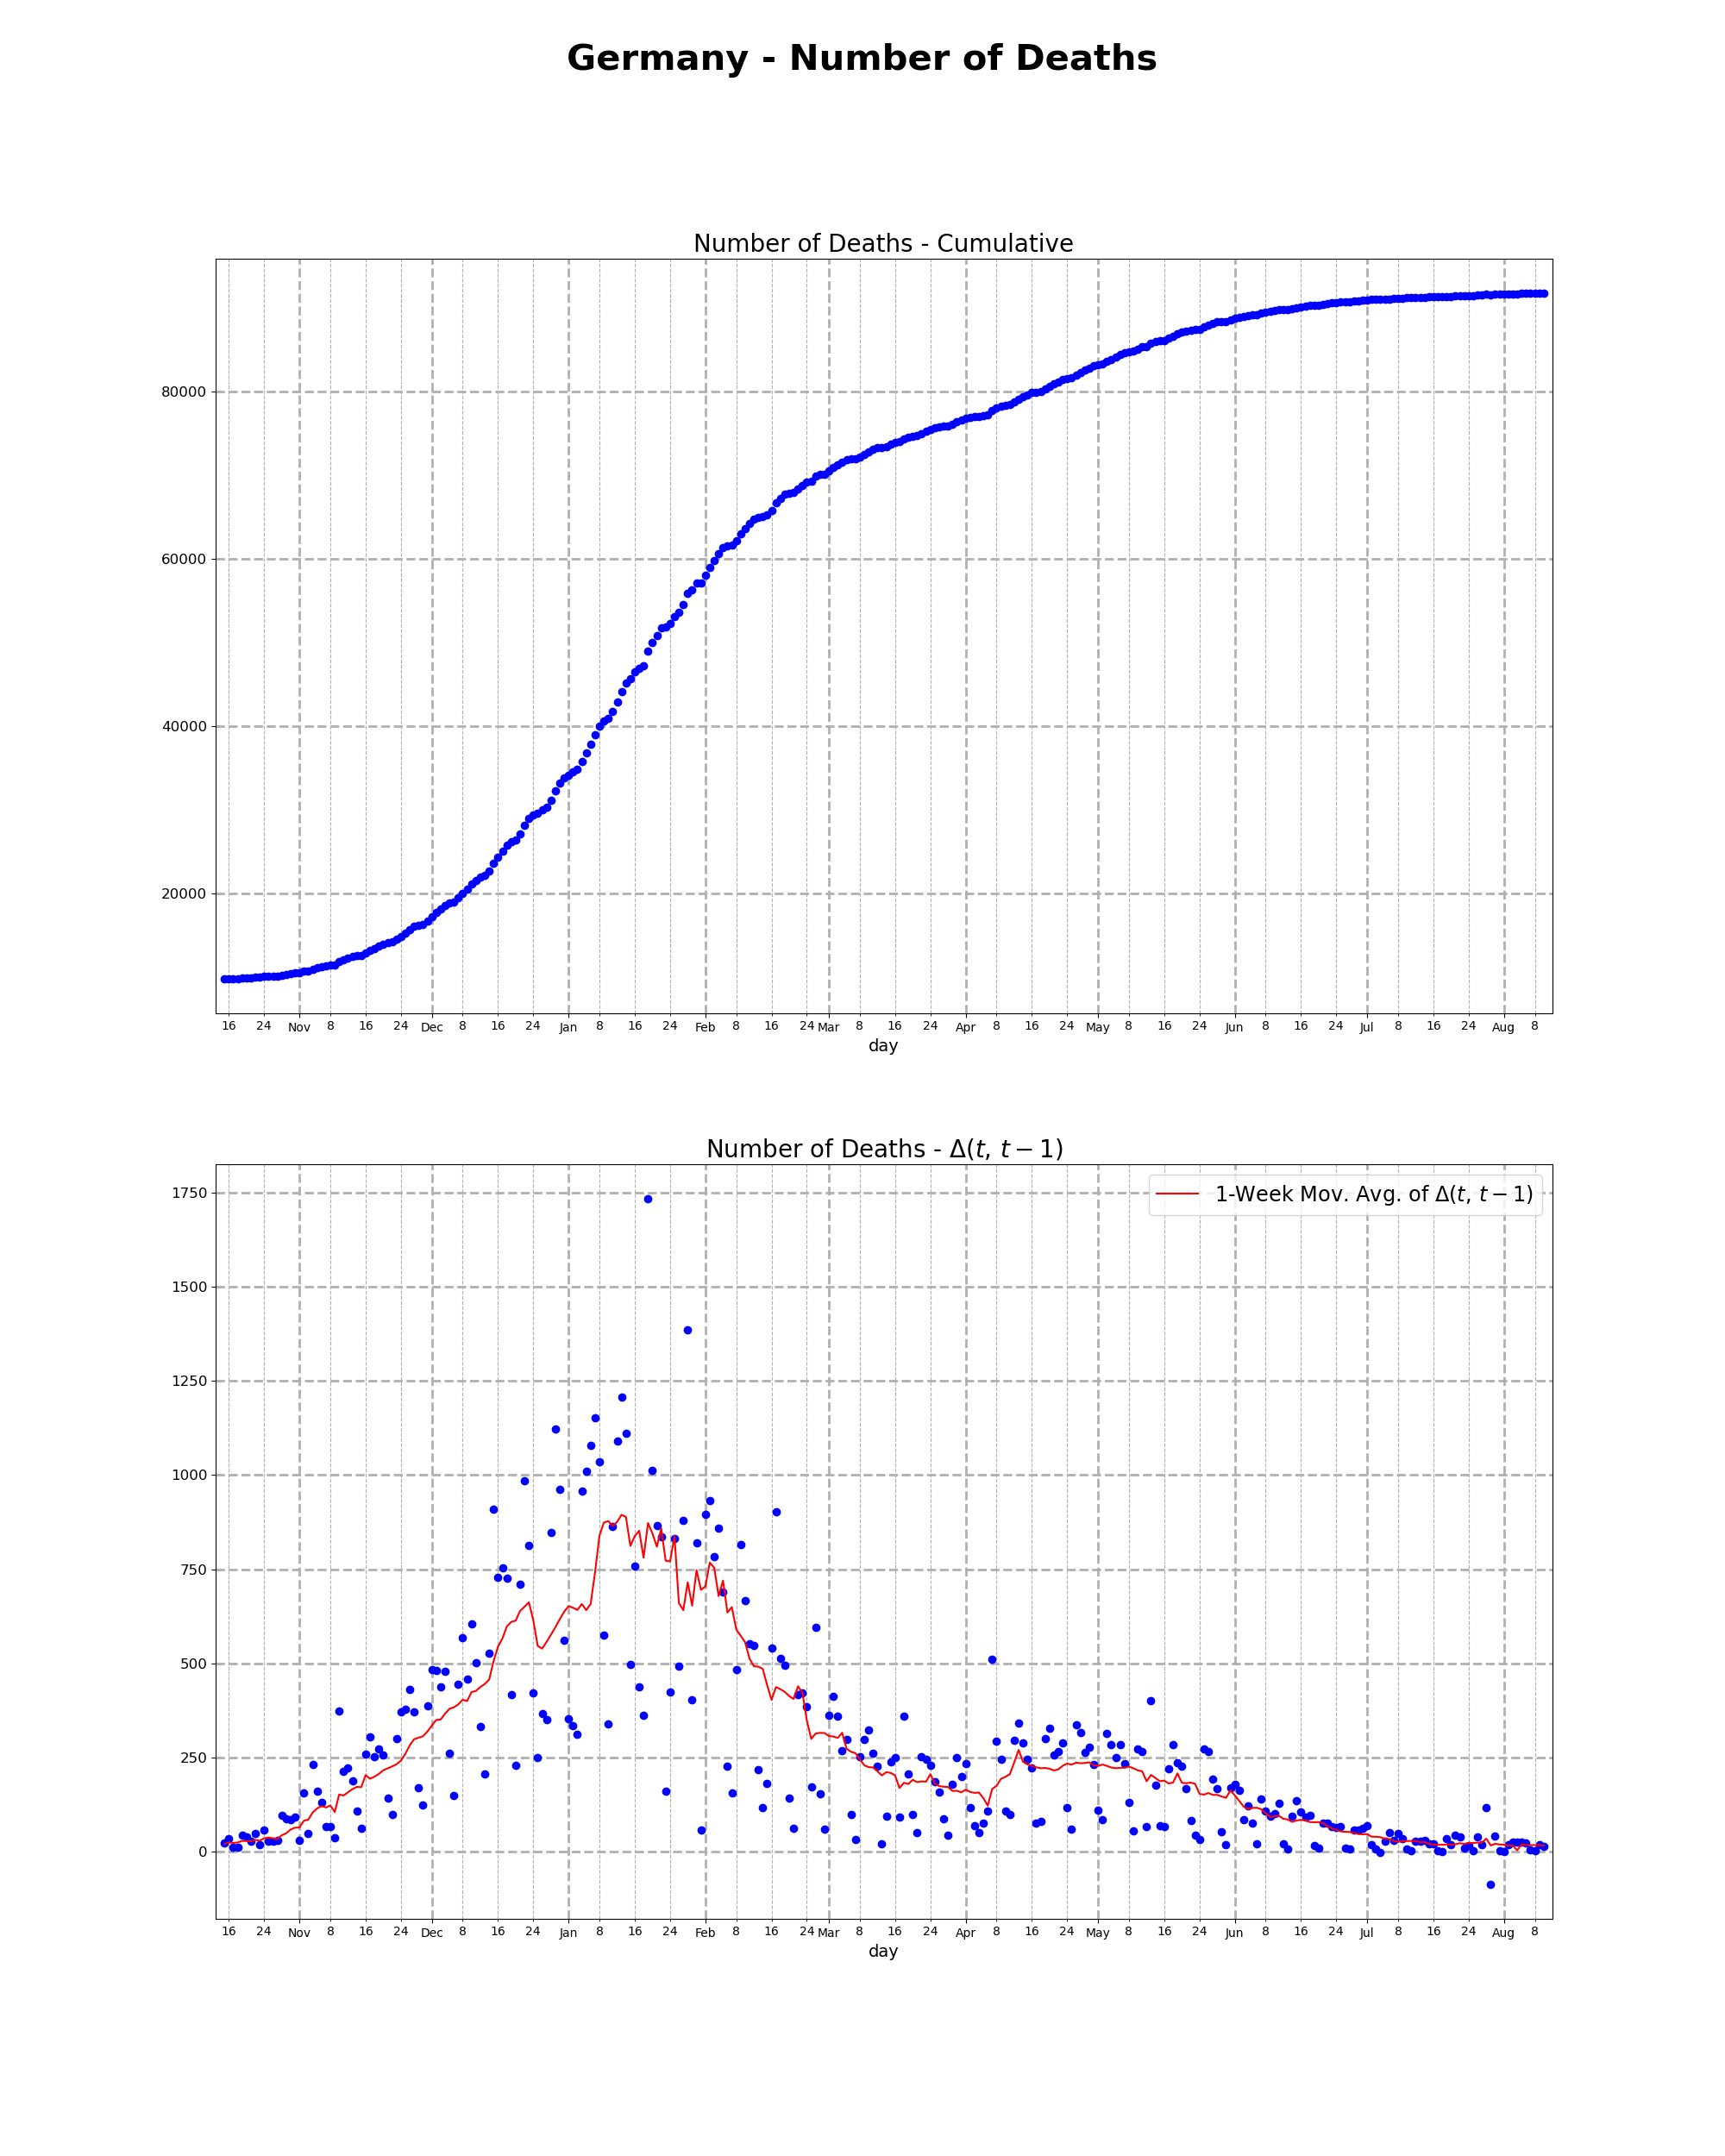 Germany - Number of Deaths
Number of Deaths - Cumulative
80000
60000
40000
20000
16 24 Nov 8 16 24 Dec 8 16 24 Jan 8 16 24 Feb 8 16 24 Mar 8 16 24 Apr 8 16 24 May 8 16 24 Jun 8 16 24 Jul 8 16 24 Aug 8
day
Number of Deaths - Δ(t, t − 1)
1-Week Mov. Avg. of Δ(t, t − 1)
1750
1500
1250
1000
750
500
250
0
16 24 Nov 8 16 24 Dec 8 16 24 Jan 8 16 24 Feb 8 16 24 Mar 8 16 24 Apr 8 16 24 May 8 16 24 Jun 8 16 24 Jul 8 16 24 Aug 8
day